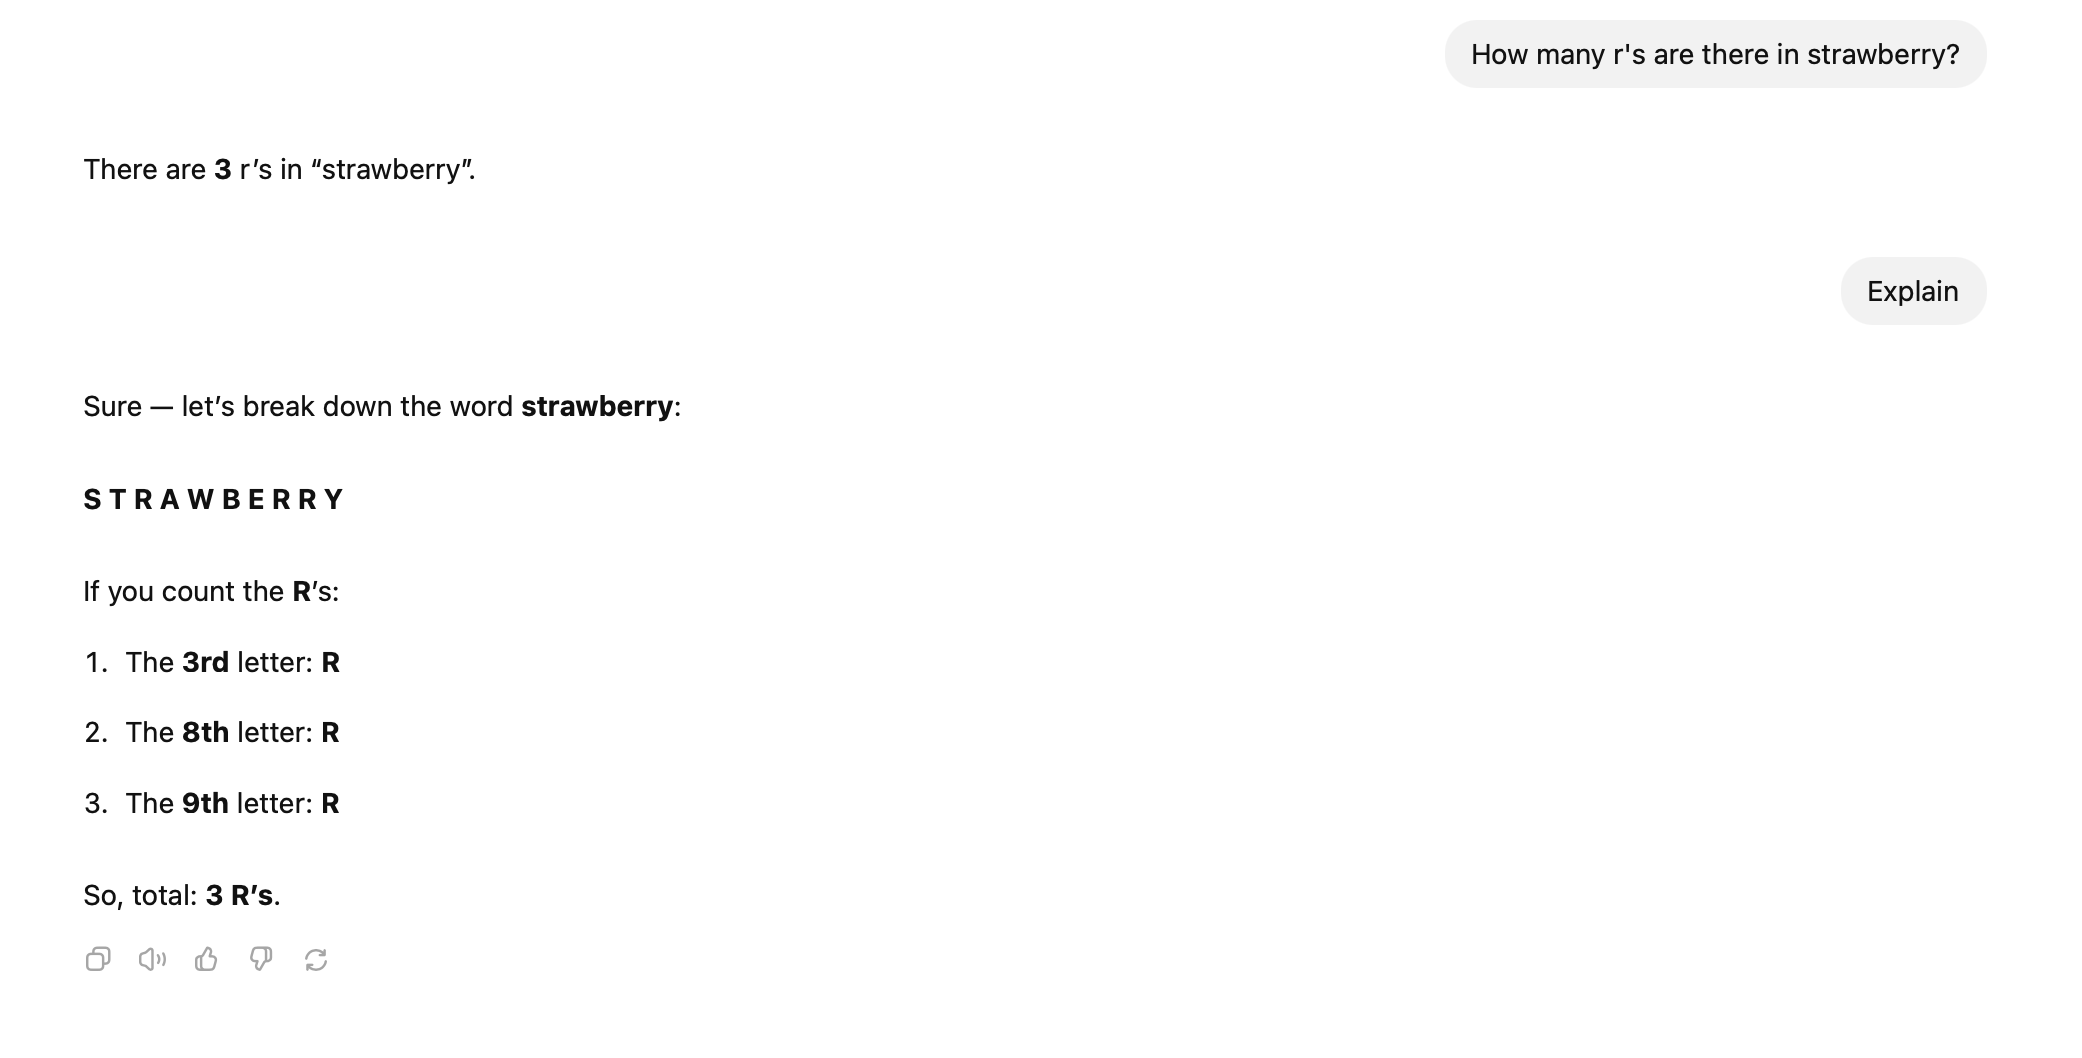 How many r's are there in strawberry?
There are 3 r’s in “strawberry”.
Explain
Sure — let’s break down the word strawberry:
S T R A W B E R R Y
If you count the R’s:
1. The 3rd letter: R
2. The 8th letter: R
3. The 9th letter: R
So, total: 3 R’s.